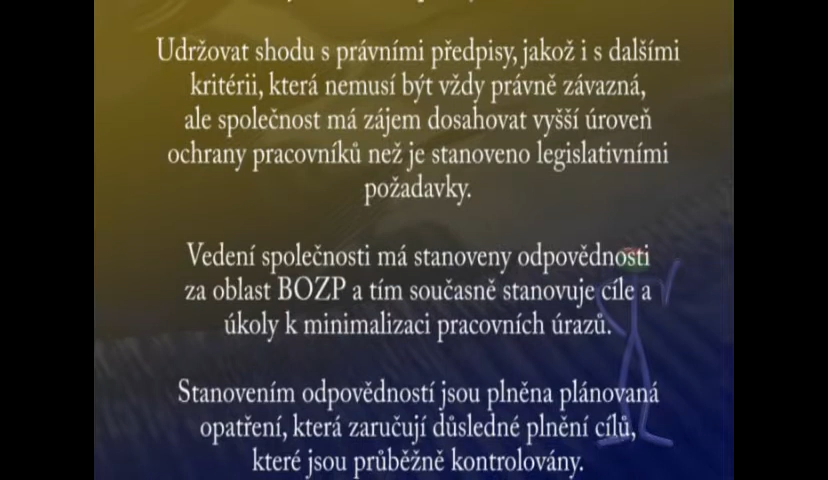 Udržovat shodu s právními předpisy, jakož i s dalšími
kritérii, která nemusí být vždy právně závazná,
ale společnost má zájem dosahovat vyšší úroveň
ochrany pracovníků než je stanoveno legislativními
požadavky.
Vedení společnosti má stanoveny odpovědnosti
za oblast BOZP a tím současně stanovuje cíle a
úkoly k minimalizaci pracovních úrazů.
Stanovením odpovědností jsou plněna plánovaná
opatření, která zaručují důsledné plnění cílů,
které jsou průběžně kontrolovány.